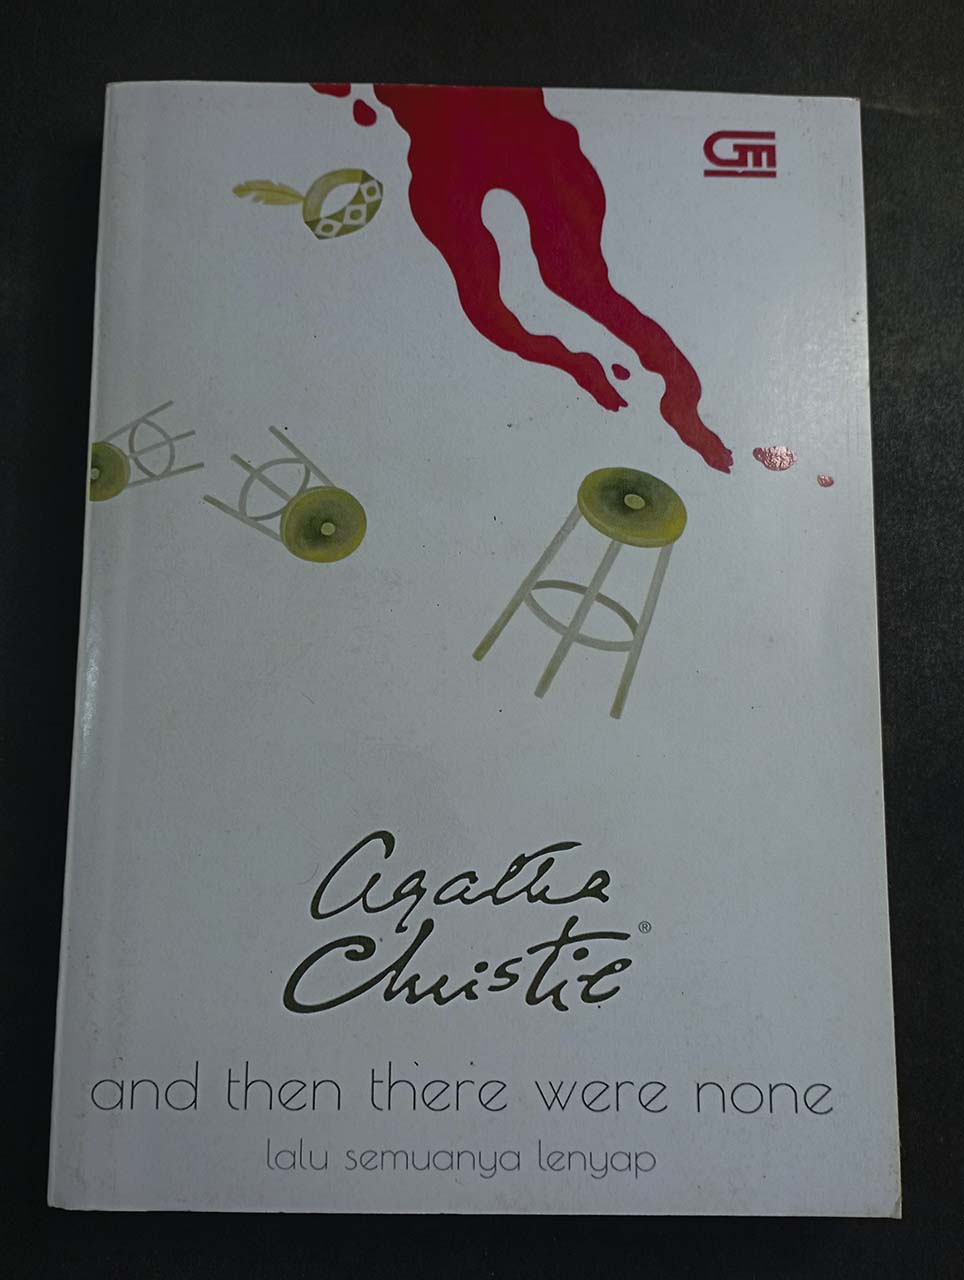 GM
Agatha
Christie®
and then there were none
lalu semuanya lenyap